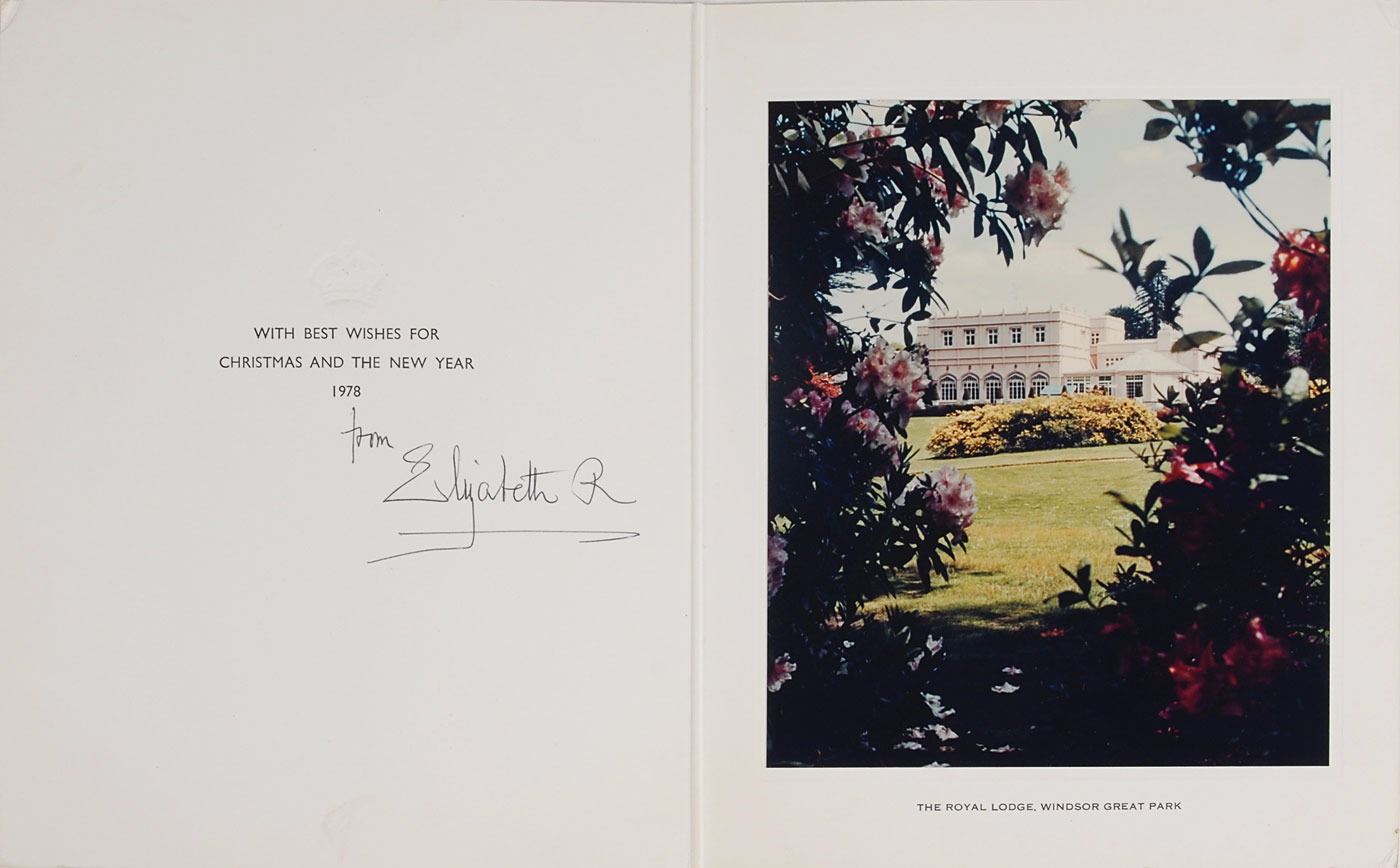 WITH BEST WISHES FOR
CHRISTMAS AND THE NEW YEAR
1978
from
Elizabeth R
THE ROYAL LODGE, WINDSOR GREAT PARK